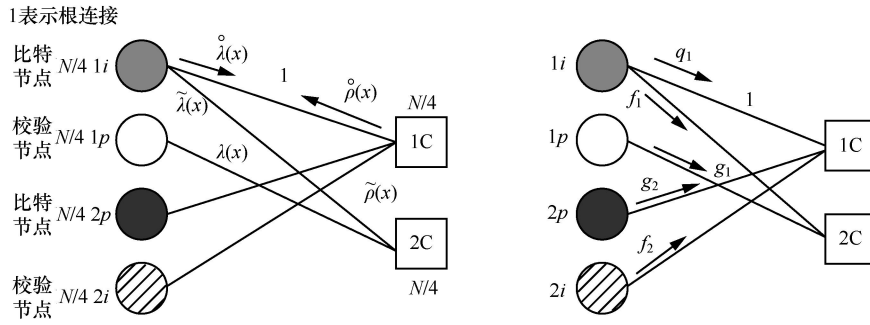 1表示根连接
比特
节点 N/4 1i
校验
节点 N/4 1p
比特
节点 N/4 2p
校验
节点 N/4 2i
λ̊(x)
1
ρ̊(x)
λ̃(x)
λ(x)
ρ̃(x)
N/4
1C
2C
N/4
1i
q₁
1
f₁
1p
g₁
2p
g₂
2i
f₂
1C
2C